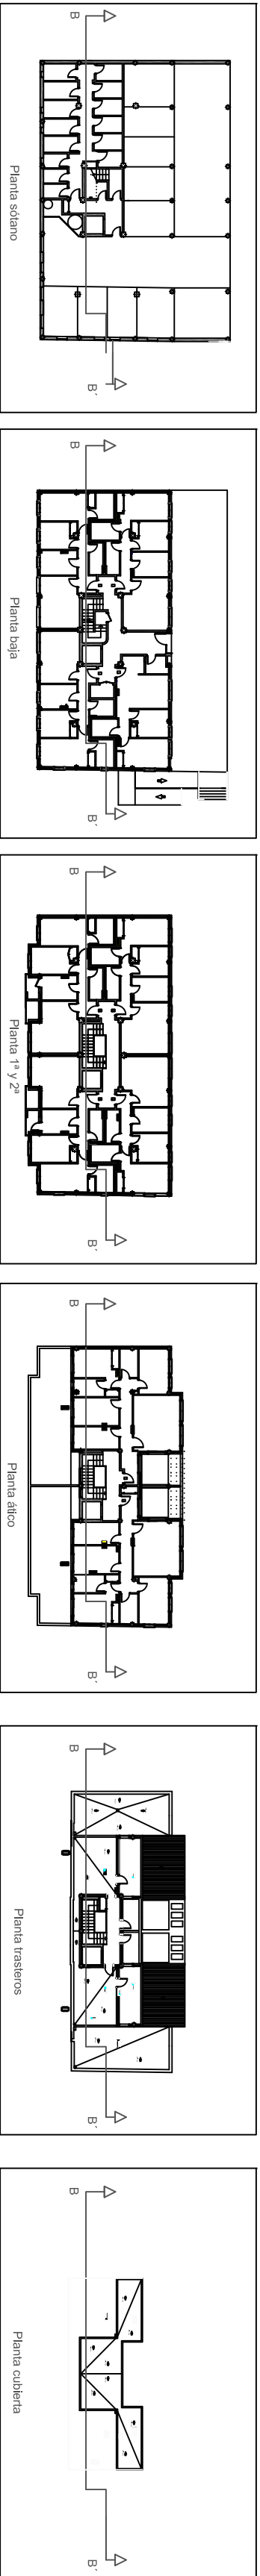 B
B´
Planta sótano
B
B´
Planta baja
B
B´
Planta 1ª y 2ª
B
B´
Planta ático
B
B´
Planta trasteros
B
B´
Planta cubierta